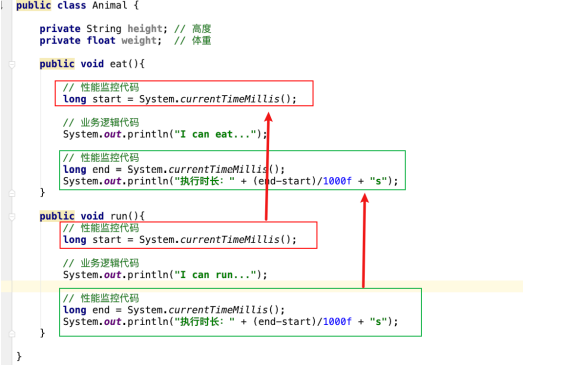 public class Animal {
private String height; // 高度
private float weight;  // 体重
public void eat(){
// 性能监控代码
long start = System.currentTimeMillis();
// 业务逻辑代码
System.out.println("I can eat...");
// 性能监控代码
long end = System.currentTimeMillis();
System.out.println("执行时长: " + (end-start)/1000f + "s");
}
public void run(){
// 性能监控代码
long start = System.currentTimeMillis();
// 业务逻辑代码
System.out.println("I can run...");
// 性能监控代码
long end = System.currentTimeMillis();
System.out.println("执行时长: " + (end-start)/1000f + "s");
}
}